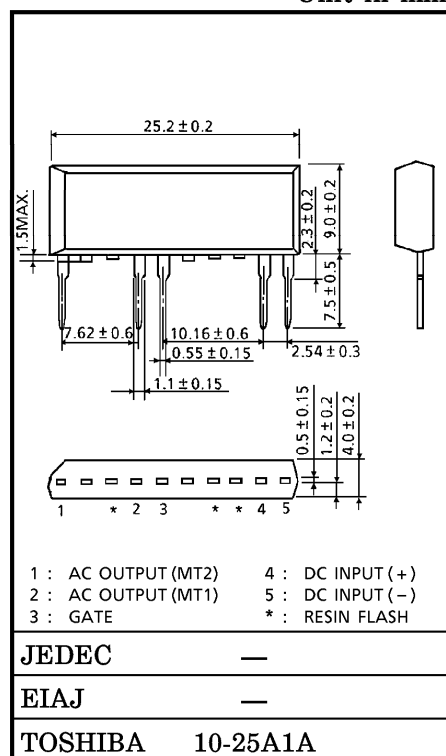 25.2±0.2
1.5MAX.
2.3±0.2
9.0±0.2
7.5±0.5
7.62±0.6
10.16±0.6
0.55±0.15
2.54±0.3
1.1±0.15
0.5±0.15
1.2±0.2
4.0±0.2
1 * 2 3 * * 4 5
1 : AC OUTPUT (MT2) 4 : DC INPUT (+)
2 : AC OUTPUT (MT1) 5 : DC INPUT (−)
3 : GATE * : RESIN FLASH
JEDEC —
EIAJ —
TOSHIBA 10-25A1A